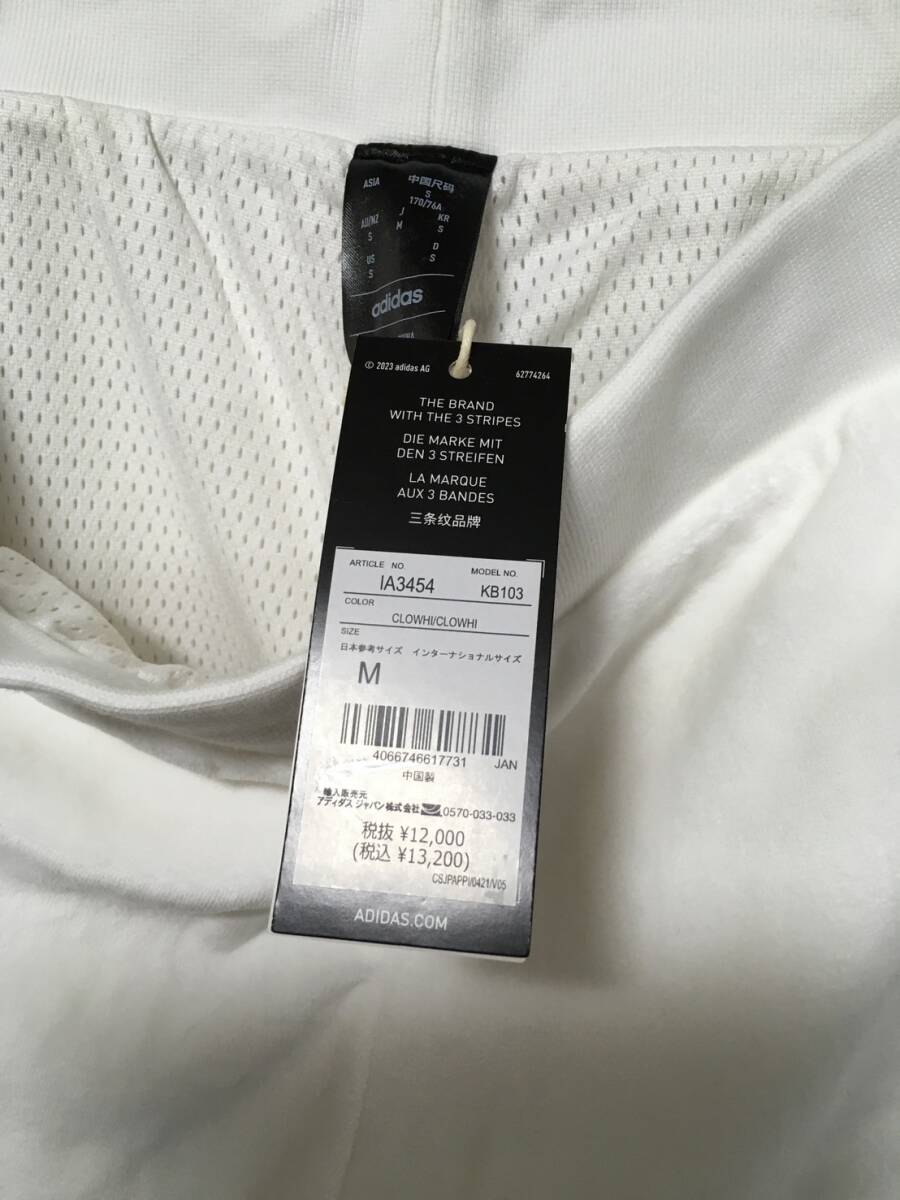 ASIA 中国尺码
S
170/76A
AU/NZ J KR
S M S
US D
S S
adidas
© 2023 adidas AG 62774264
THE BRAND
WITH THE 3 STRIPES
DIE MARKE MIT
DEN 3 STREIFEN
LA MARQUE
AUX 3 BANDES
三条纹品牌
ARTICLE NO. MODEL NO.
IA3454 KB103
COLOR
CLOWHI/CLOWHI
SIZE
日本参考サイズ インターナショナルサイズ
M
4066746617731 JAN
中国製
輸入販売元
アディダス ジャパン株式会社 0570-033-033
税抜 ¥12,000
(税込 ¥13,200)
CSJPAPPI/0421/V05
ADIDAS.COM